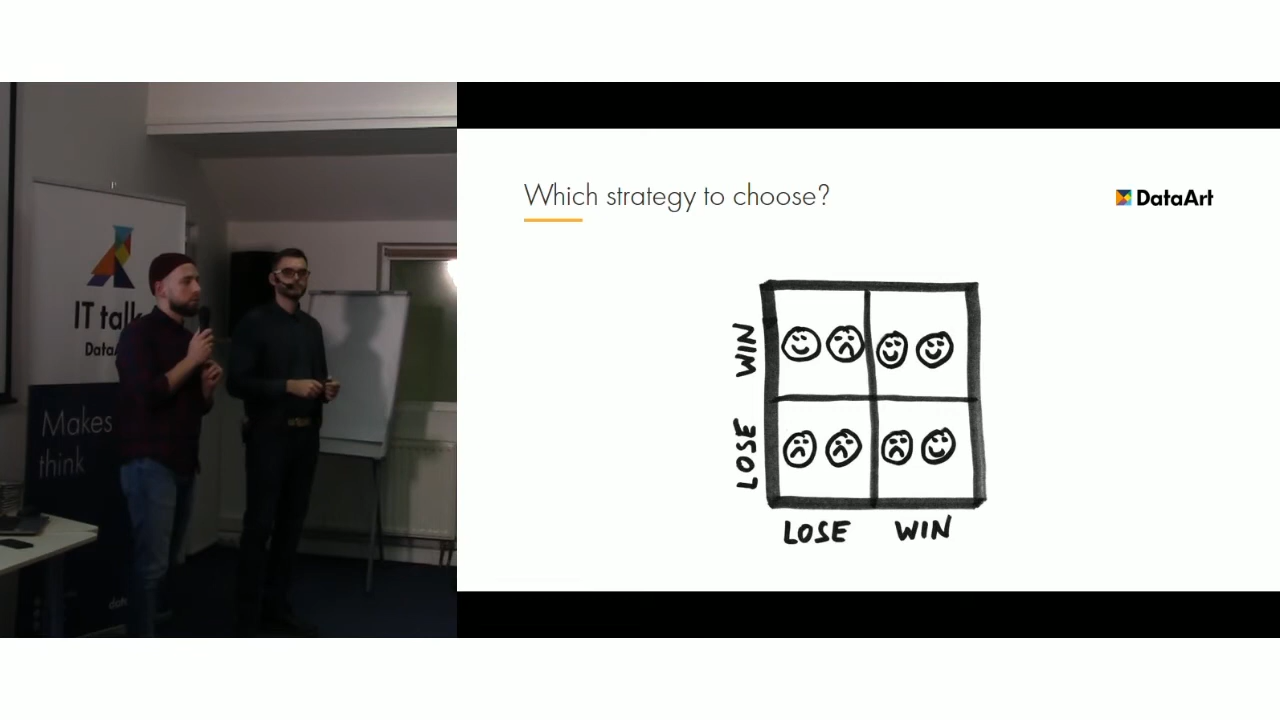 IT talk
Makes
think
Which strategy to choose?
DataArt
WIN
LOSE
LOSE
WIN